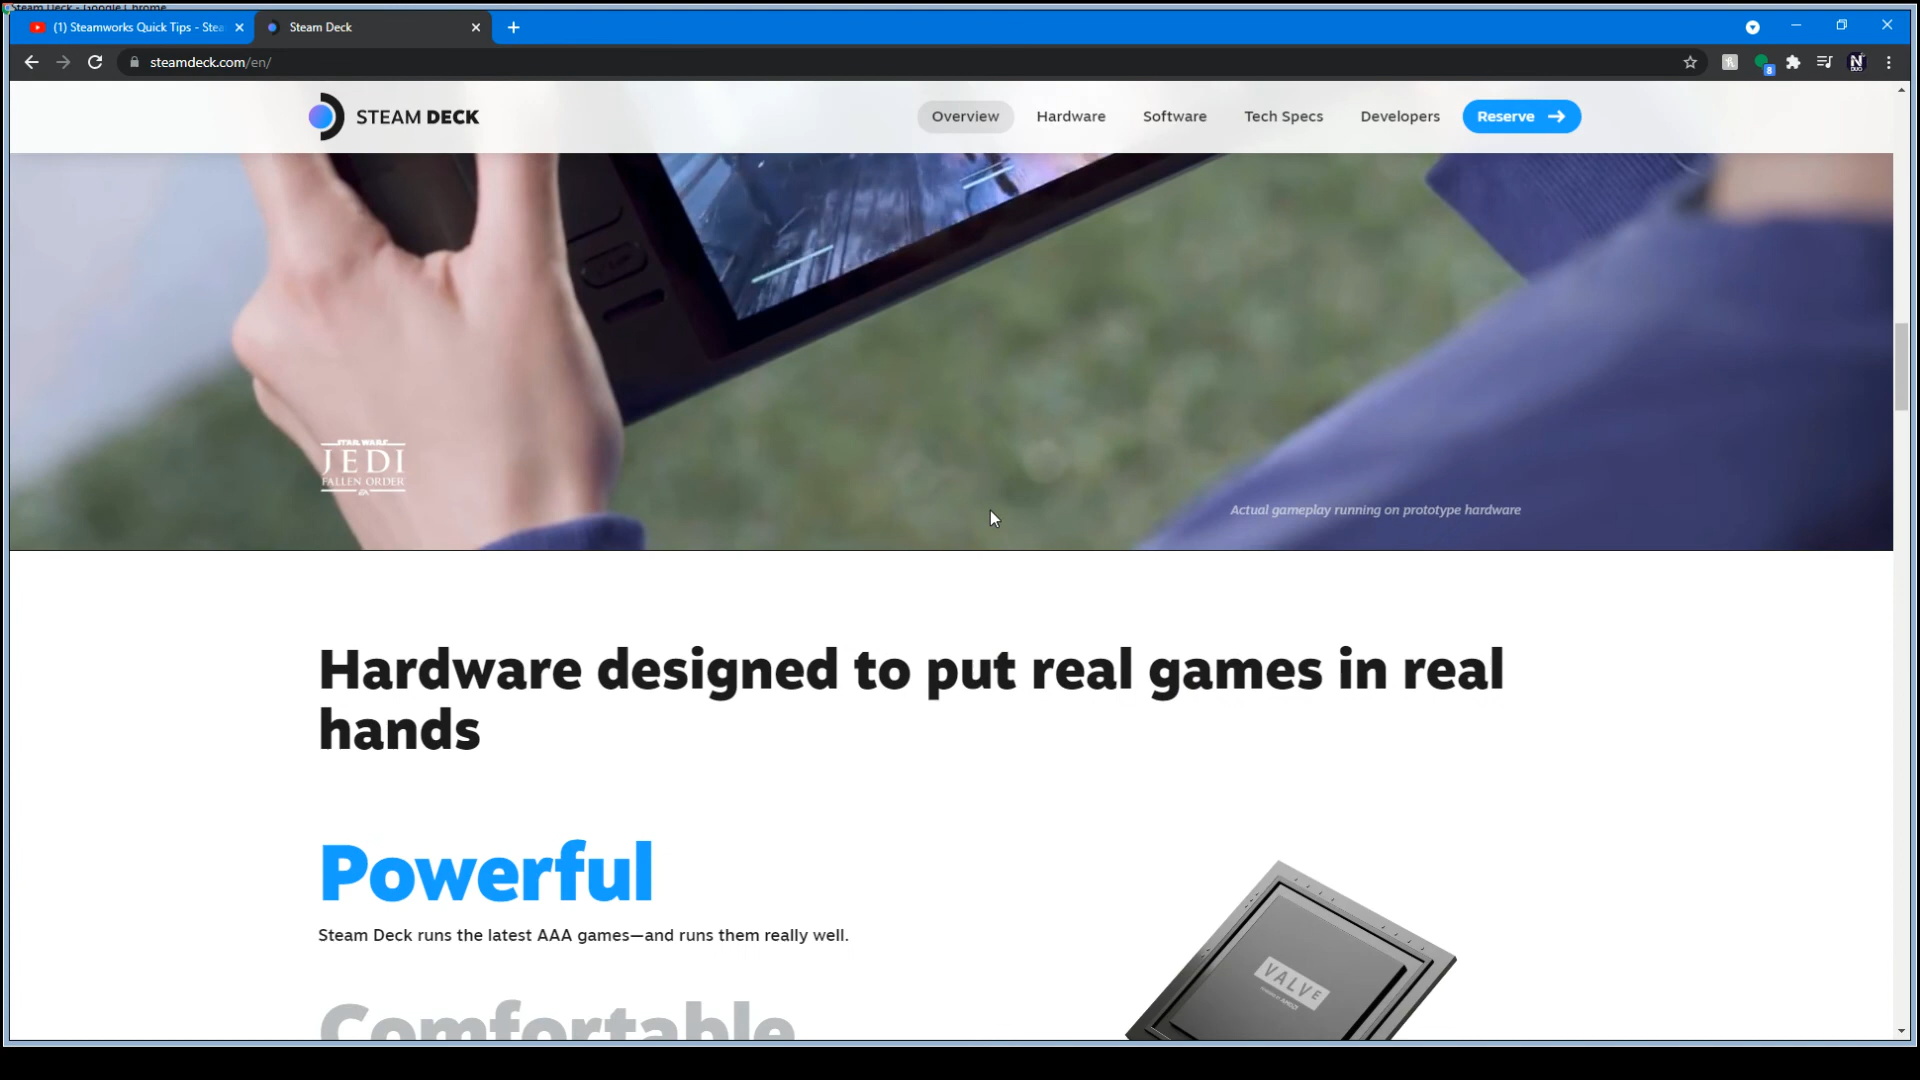 Steam Deck - Google Chrome
(1) Steamworks Quick Tips - Stea
Steam Deck
steamdeck.com/en/
8
STEAM DECK
Overview
Hardware
Software
Tech Specs
Developers
Reserve
STAR WARS
JEDI
FALLEN ORDER
Actual gameplay running on prototype hardware
Hardware designed to put real games in real
hands
Powerful
Steam Deck runs the latest AAA games—and runs them really well.
VALVE
Comfortable